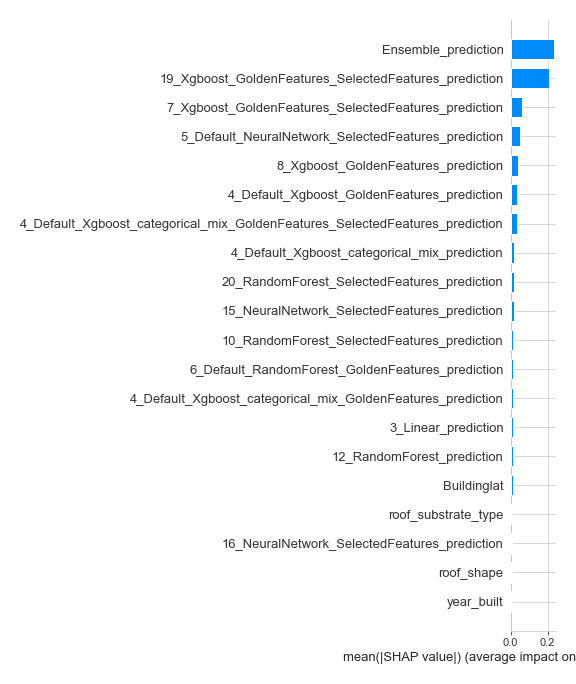 Ensemble_prediction
19_Xgboost_GoldenFeatures_SelectedFeatures_prediction
7_Xgboost_GoldenFeatures_SelectedFeatures_prediction
5_Default_NeuralNetwork_SelectedFeatures_prediction
8_Xgboost_GoldenFeatures_prediction
4_Default_Xgboost_GoldenFeatures_prediction
4_Default_Xgboost_categorical_mix_GoldenFeatures_SelectedFeatures_prediction
4_Default_Xgboost_categorical_mix_prediction
20_RandomForest_SelectedFeatures_prediction
15_NeuralNetwork_SelectedFeatures_prediction
10_RandomForest_SelectedFeatures_prediction
6_Default_RandomForest_GoldenFeatures_prediction
4_Default_Xgboost_categorical_mix_GoldenFeatures_prediction
3_Linear_prediction
12_RandomForest_prediction
Buildinglat
roof_substrate_type
16_NeuralNetwork_SelectedFeatures_prediction
roof_shape
year_built
0.0 0.2
mean(|SHAP value|) (average impact on